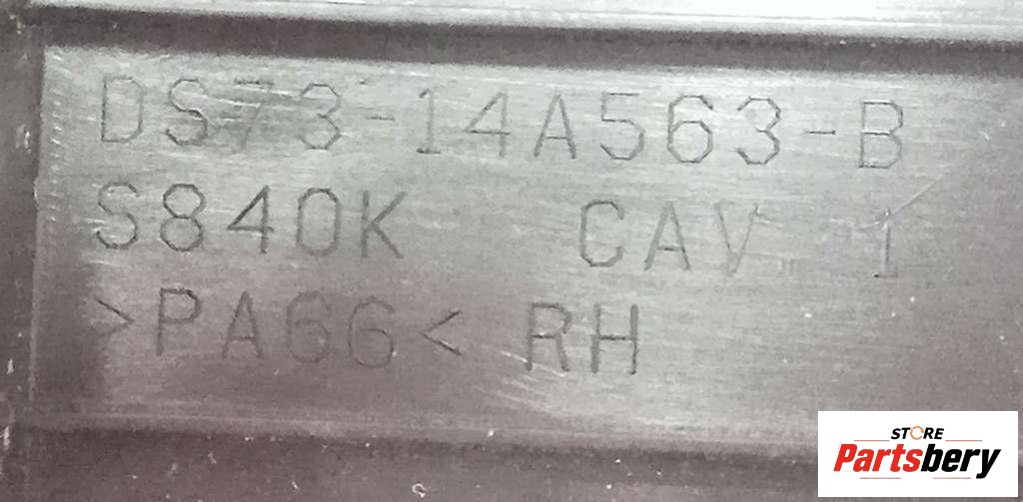 DS73-14A563-B
S840K CAV 1
>PA66< RH
STORE
Partsbery